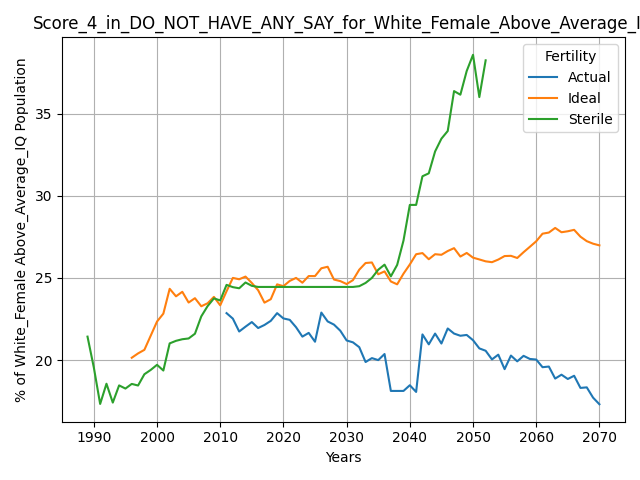 Score_4_in_DO_NOT_HAVE_ANY_SAY_for_White_Female_Above_Average_I
% of White_Female Above_Average_IQ Population
35
30
25
20
Fertility
Actual
Ideal
Sterile
1990 2000 2010 2020 2030 2040 2050 2060 2070
Years